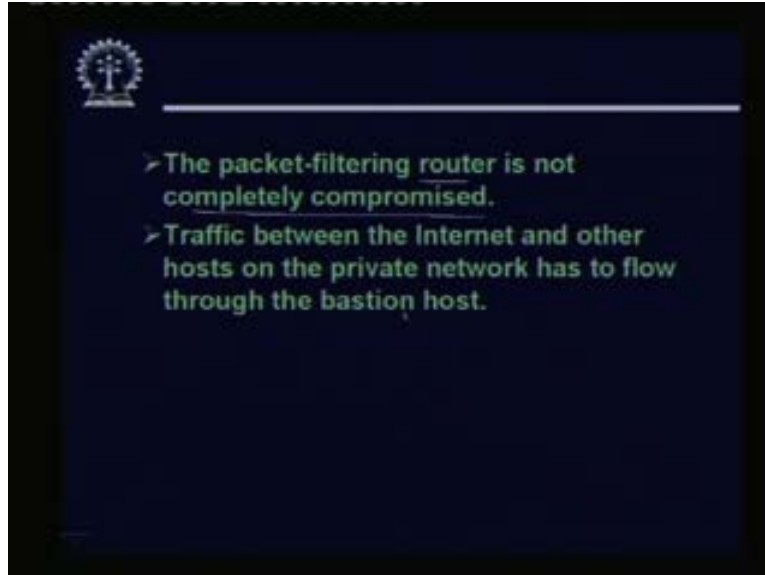 ➢The packet-filtering router is not
completely compromised.
➢Traffic between the Internet and other
hosts on the private network has to flow
through the bastion host.